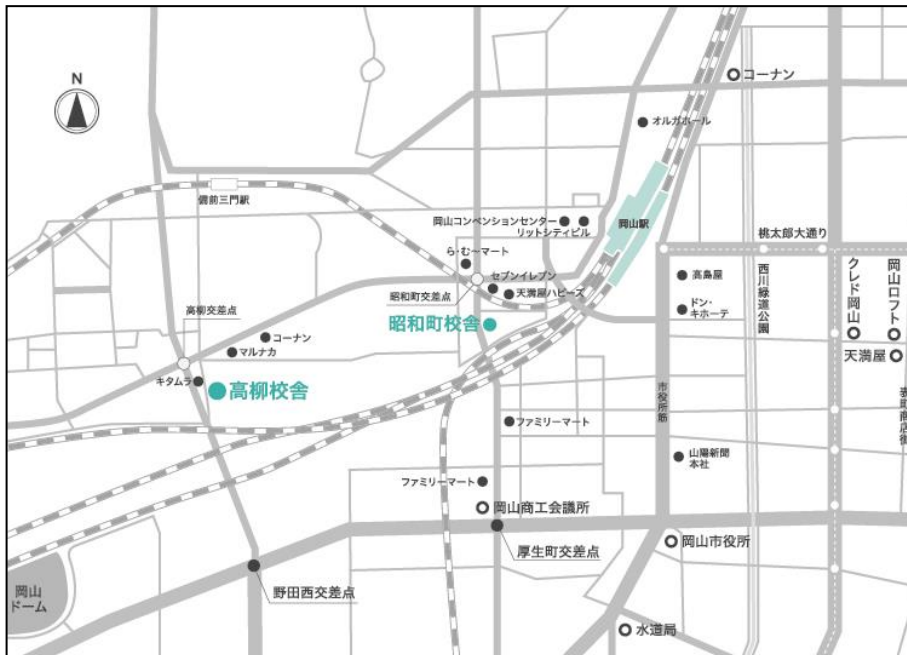 N
コーナン
オルガホール
備前三門駅
岡山コンベンションセンター
リットシティビル
岡山駅
桃太郎大通り
ら・む～マート
セブンイレブン
天満屋ハピーズ
昭和町交差点
昭和町校舎
高島屋
ドン・
キホーテ
西川緑道公園
クレド岡山
岡山ロフト
天満屋
高柳交差点
コーナン
マルナカ
キタムラ
高柳校舎
市役所筋
表町商店街
ファミリーマート
山陽新聞
本社
ファミリーマート
岡山商工会議所
厚生町交差点
岡山市役所
野田西交差点
岡山
ドーム
水道局